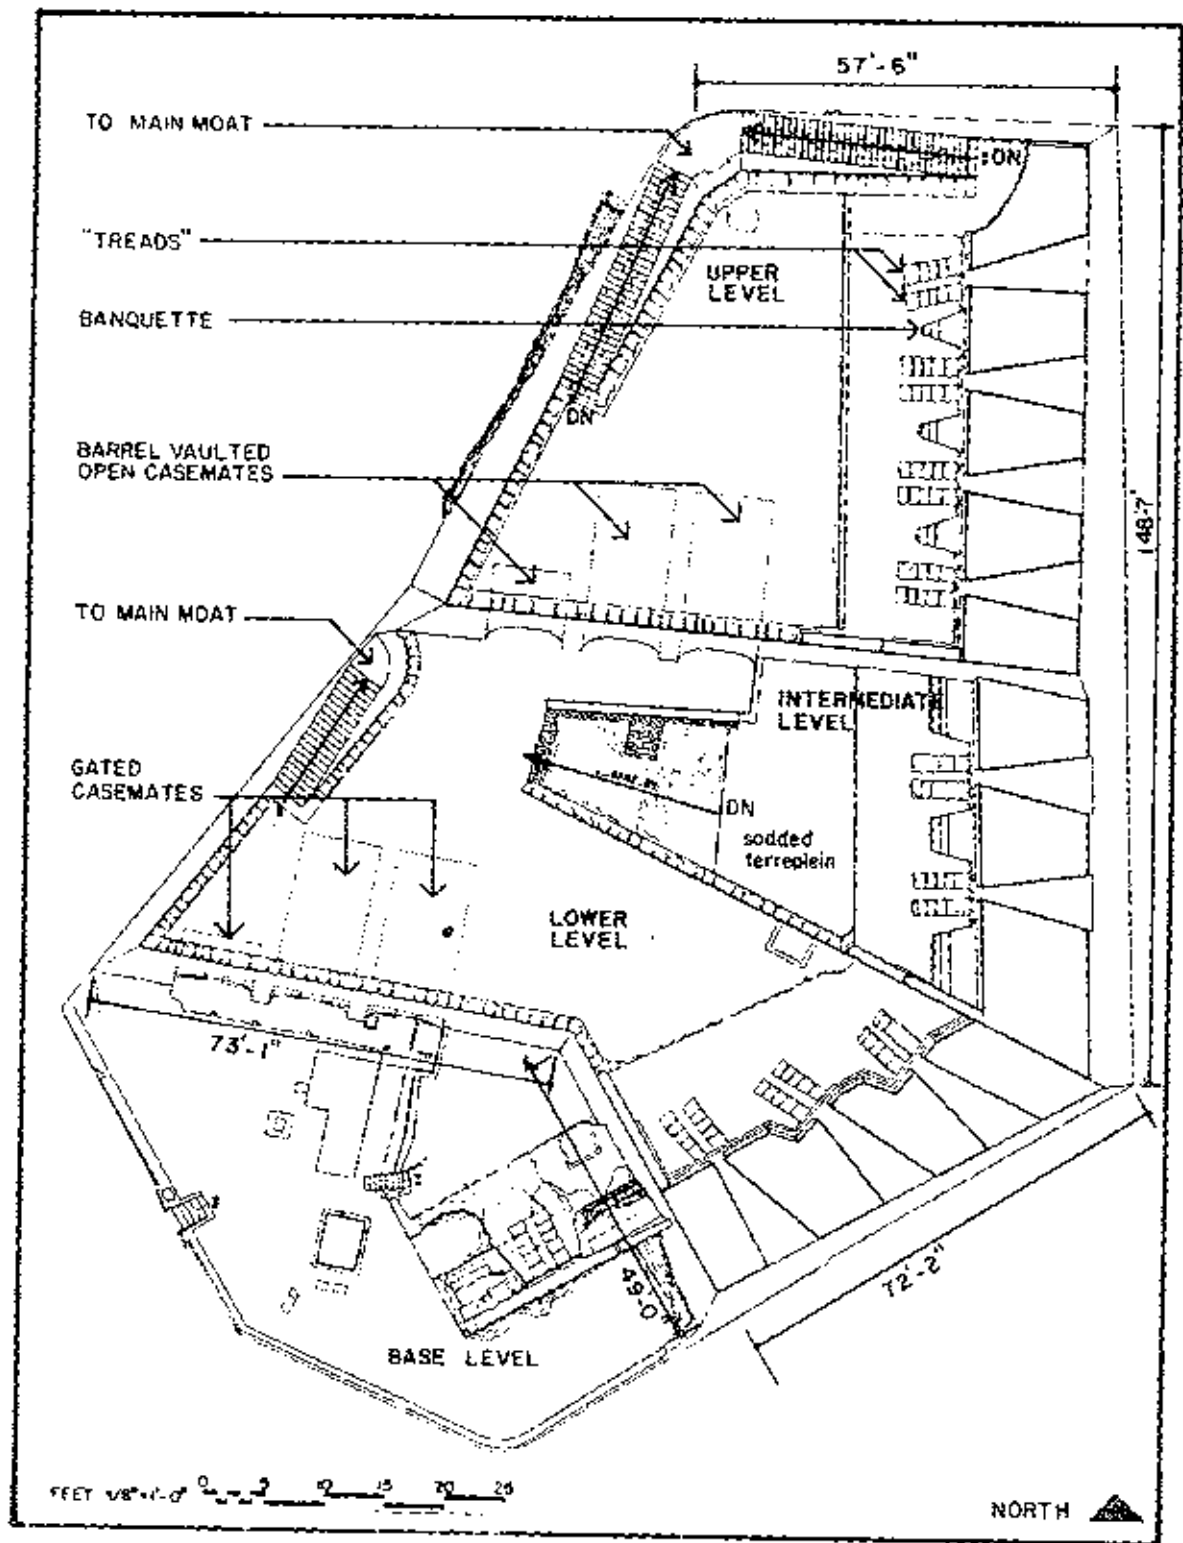 57'-6"
TO MAIN MOAT
DN
"TREADS"
UPPER
LEVEL
BANQUETTE
DN
BARREL VAULTED
OPEN CASEMATES
148'-7"
TO MAIN MOAT
INTERMEDIATE
LEVEL
GATED
CASEMATES
DN
sodded
terreplein
LOWER
LEVEL
73'-1"
49'-0"
72'-2"
BASE LEVEL
FEET 1/8"=1'-0" 0 5 10 15 20 25
NORTH